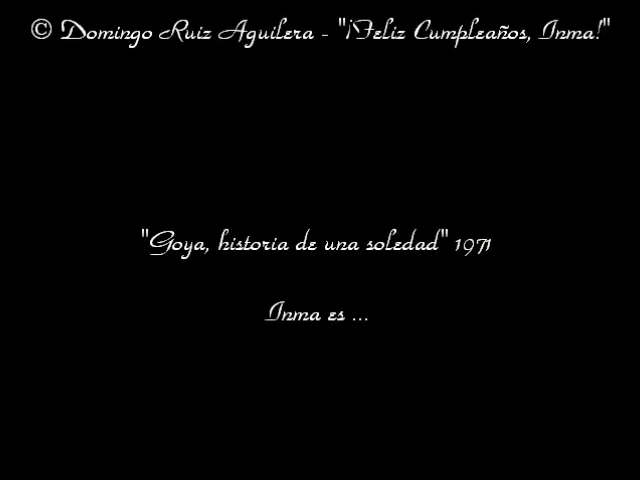 © Domingo Ruiz Aguilera - "¡Feliz Cumpleaños, Inma!"
"Goya, historia de una soledad" 1971
Inma es ...